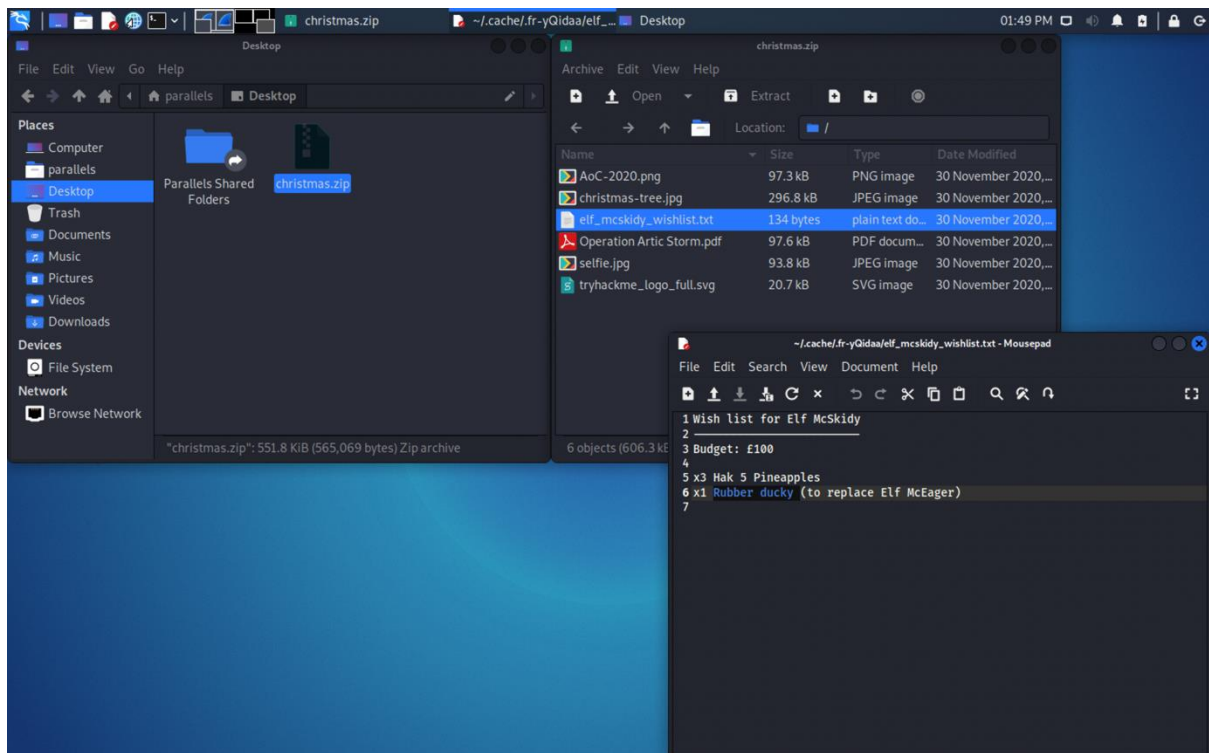 christmas.zip
~/.cache/.fr-yQidaa/elf_...
Desktop
01:49 PM
Desktop
File Edit View Go Help
parallels
Desktop
Places
Computer
parallels
Desktop
Trash
Documents
Music
Pictures
Videos
Downloads
Devices
File System
Network
Browse Network
Parallels Shared
Folders
christmas.zip
"christmas.zip": 551.8 KiB (565,069 bytes) Zip archive
christmas.zip
Archive Edit View Help
Open Extract
Location: /
Name Size Type Date Modified
AoC-2020.png 97.3 kB PNG image 30 November 2020,...
christmas-tree.jpg 296.8 kB JPEG image 30 November 2020,...
elf_mcskidy_wishlist.txt 134 bytes plain text do... 30 November 2020,...
Operation Artic Storm.pdf 97.6 kB PDF docum... 30 November 2020,...
selfie.jpg 93.8 kB JPEG image 30 November 2020,...
tryhackme_logo_full.svg 20.7 kB SVG image 30 November 2020,...
6 objects (606.3 kB
~/.cache/.fr-yQidaa/elf_mcskidy_wishlist.txt - Mousepad
File Edit Search View Document Help
1 Wish list for Elf McSkidy
2 ————————————————
3 Budget: £100
4
5 x3 Hak 5 Pineapples
6 x1 Rubber ducky (to replace Elf McEager)
7